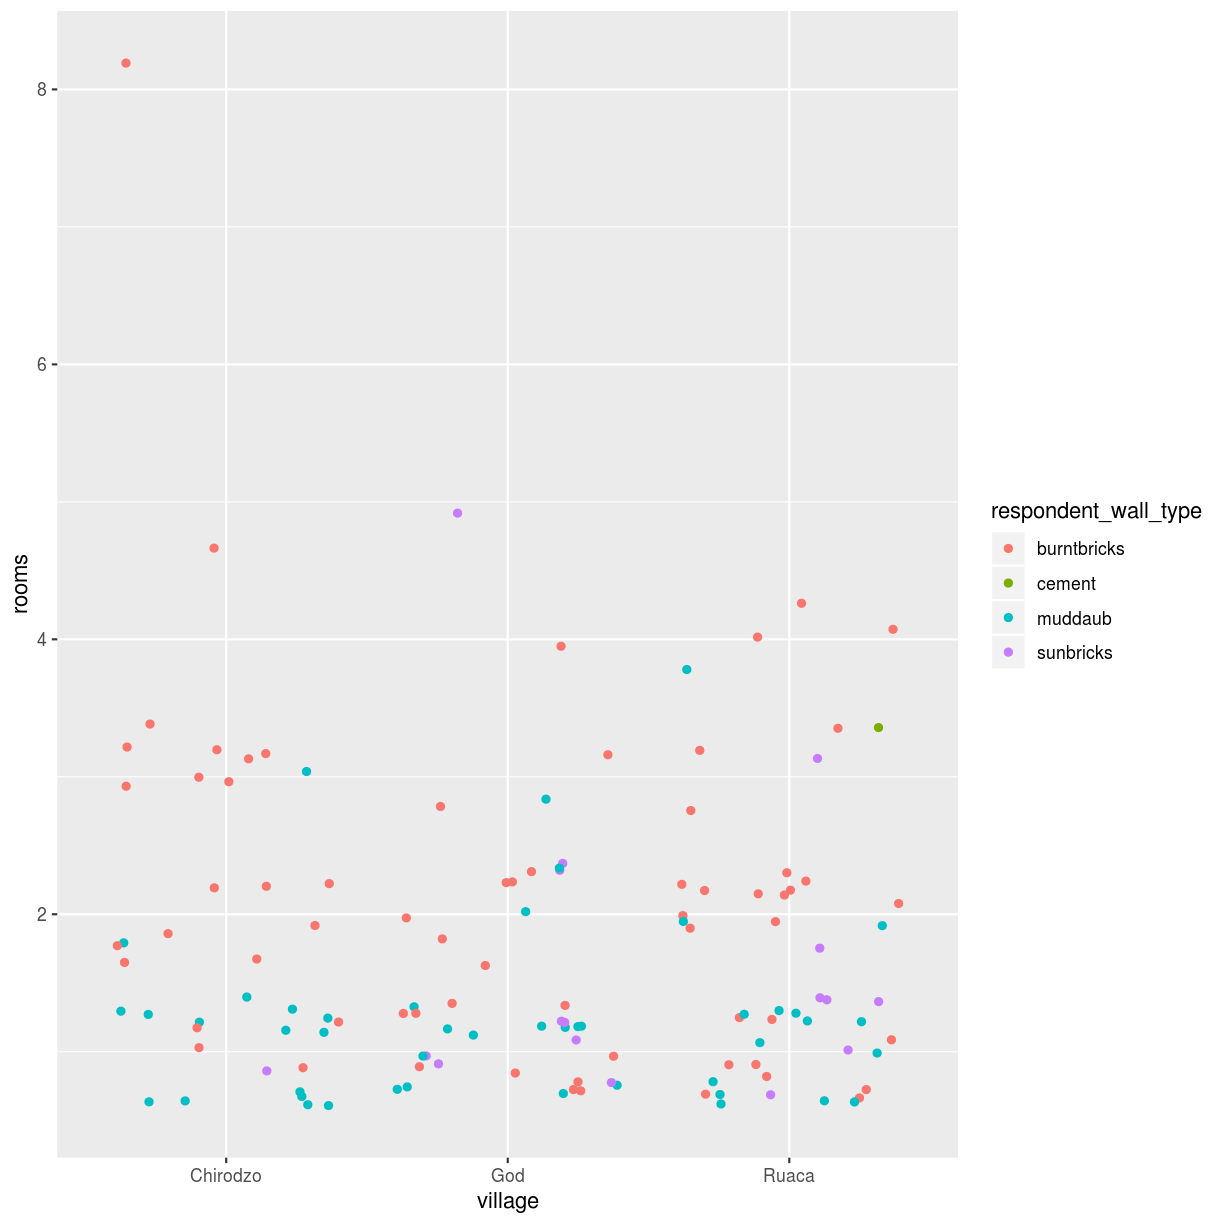 8
6
4
2
rooms
Chirodzo God Ruaca
village
respondent_wall_type
burntbricks
cement
muddaub
sunbricks